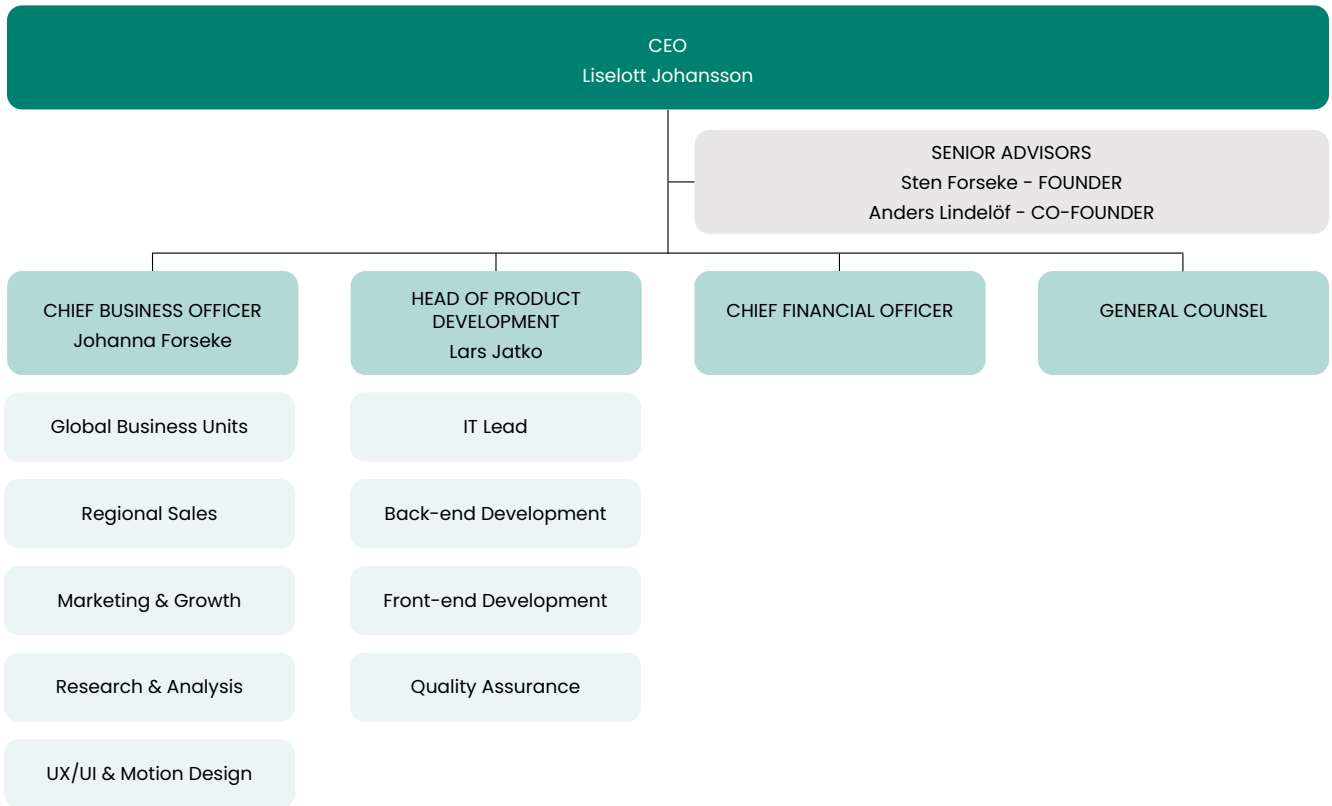 CEO
Liselott Johansson
SENIOR ADVISORS
Sten Forseke - FOUNDER
Anders Lindelöf - CO-FOUNDER
CHIEF BUSINESS OFFICER
Johanna Forseke
HEAD OF PRODUCT
DEVELOPMENT
Lars Jatko
CHIEF FINANCIAL OFFICER
GENERAL COUNSEL
Global Business Units
Regional Sales
Marketing & Growth
Research & Analysis
UX/UI & Motion Design
IT Lead
Back-end Development
Front-end Development
Quality Assurance